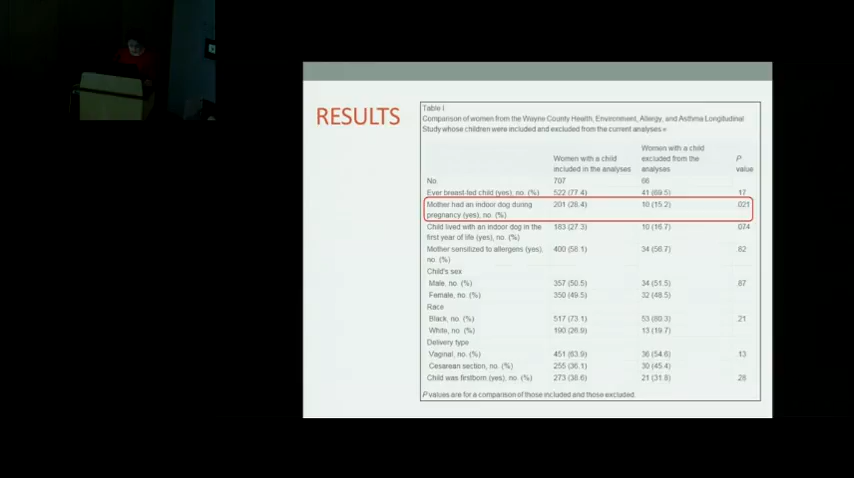 RESULTS
Table I
Comparison of women from the Wayne County Health, Environment, Allergy, and Asthma Longitudinal
Study whose children were included and excluded from the current analyses
Women with a child included in the analyses
Women with a child excluded from the analyses
P value
No. 707 66
Ever breast-fed child (yes), no. (%) 522 (77.4) 41 (69.5) .17
Mother had an indoor dog during pregnancy (yes), no. (%) 201 (28.4) 10 (15.2) .021
Child lived with an indoor dog in the first year of life (yes), no. (%) 183 (27.3) 10 (16.7) .074
Mother sensitized to allergens (yes), no. (%) 400 (58.1) 34 (56.7) .82
Child's sex
Male, no. (%) 357 (50.5) 34 (51.5) .87
Female, no. (%) 350 (49.5) 32 (48.5)
Race
Black, no. (%) 517 (73.1) 53 (80.3) .21
White, no. (%) 190 (26.9) 13 (19.7)
Delivery type
Vaginal, no. (%) 451 (63.9) 36 (54.6) .13
Cesarean section, no. (%) 255 (36.1) 30 (45.4)
Child was firstborn (yes), no. (%) 273 (38.6) 21 (31.8) .28
P values are for a comparison of those included and those excluded.